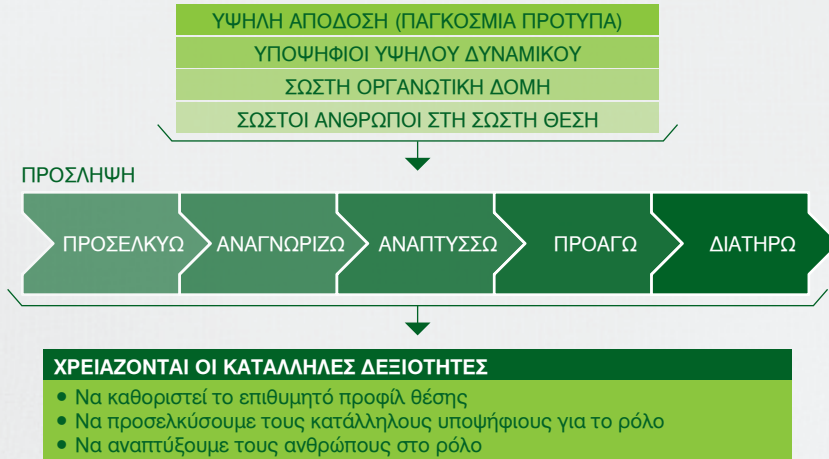 ΥΨΗΛΗ ΑΠΟΔΟΣΗ (ΠΑΓΚΟΣΜΙΑ ΠΡΟΤΥΠΑ)
ΥΠΟΨΗΦΙΟΙ ΥΨΗΛΟΥ ΔΥΝΑΜΙΚΟΥ
ΣΩΣΤΗ ΟΡΓΑΝΩΤΙΚΗ ΔΟΜΗ
ΣΩΣΤΟΙ ΑΝΘΡΩΠΟΙ ΣΤΗ ΣΩΣΤΗ ΘΕΣΗ
ΠΡΟΣΛΗΨΗ
ΠΡΟΣΕΛΚΥΩ ΑΝΑΓΝΩΡΙΖΩ ΑΝΑΠΤΥΣΣΩ ΠΡΟΑΓΩ ΔΙΑΤΗΡΩ
ΧΡΕΙΑΖΟΝΤΑΙ ΟΙ ΚΑΤΑΛΛΗΛΕΣ ΔΕΞΙΟΤΗΤΕΣ
• Να καθοριστεί το επιθυμητό προφίλ θέσης
• Να προσελκύσουμε τους κατάλληλους υποψήφιους για το ρόλο
• Να αναπτύξουμε τους ανθρώπους στο ρόλο